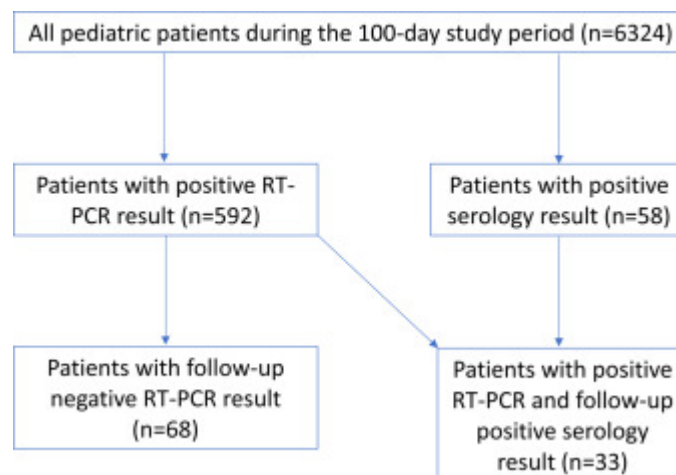 All pediatric patients during the 100-day study period (n=6324)
Patients with positive RT-
PCR result (n=592)
Patients with positive
serology result (n=58)
Patients with follow-up
negative RT-PCR result
(n=68)
Patients with positive
RT-PCR and follow-up
positive serology
result (n=33)